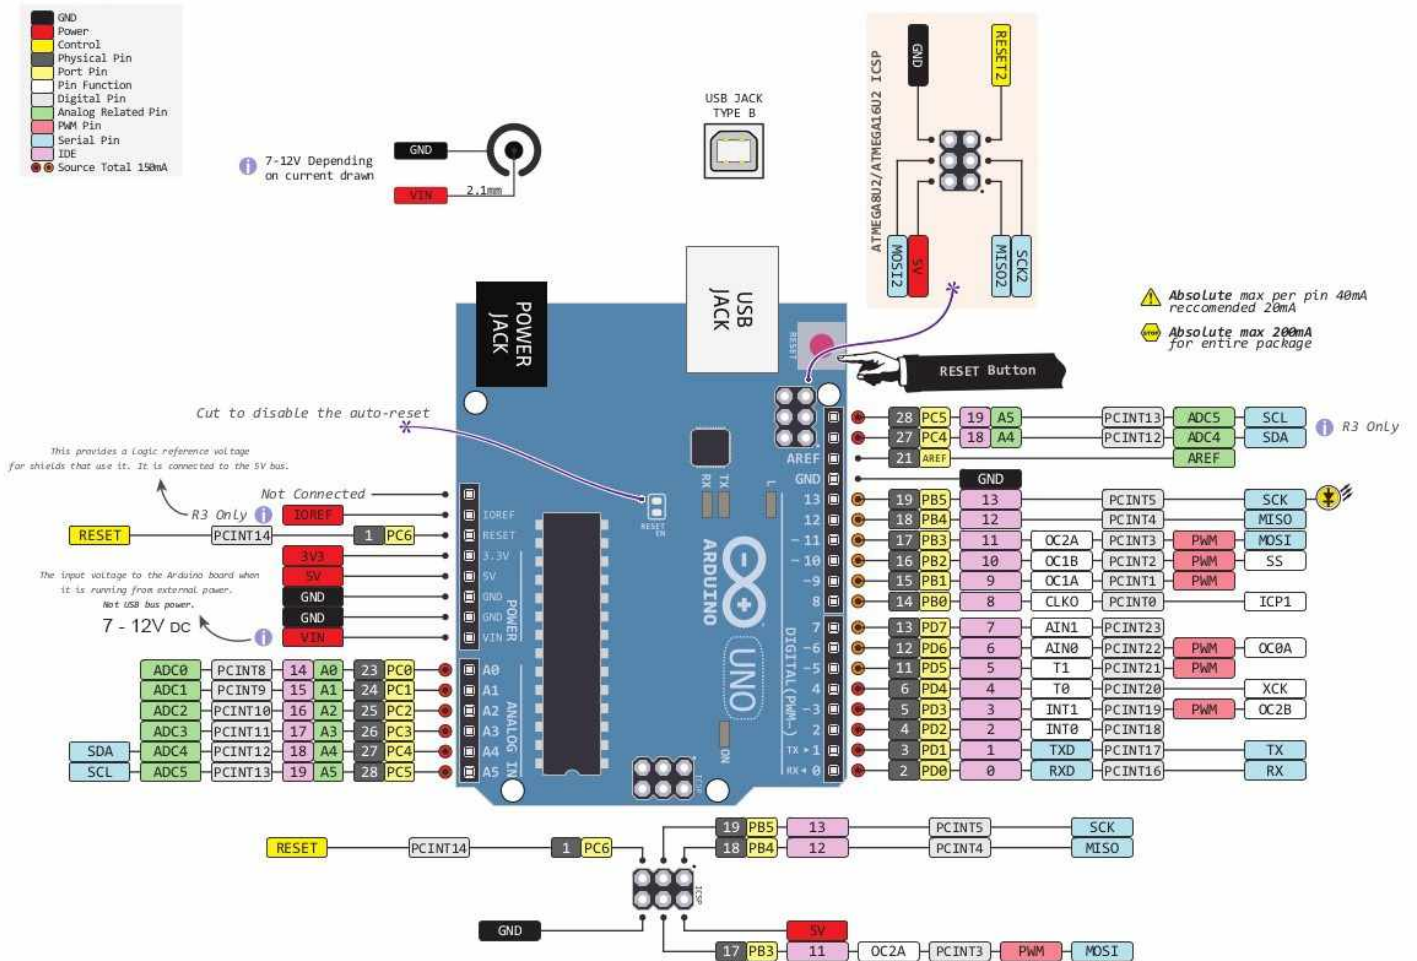 GND
Power
Control
Physical Pin
Port Pin
Pin Function
Digital Pin
Analog Related Pin
PWM Pin
Serial Pin
IDE
Source Total 150mA
GND
VIN
2.1mm
7-12V Depending
on current drawn
USB JACK
TYPE B
ATMEGA8U2/ATMEGA16U2 ICSP
GND
RESET2
MOSI2
5V
MISO2
SCK2
Absolute max per pin 40mA
reccomended 20mA
STOP
Absolute max 200mA
for entire package
POWER
JACK
USB
JACK
RESET
RESET Button
Cut to disable the auto-reset
This provides a Logic reference voltage
for shields that use it. It is connected to the 5V bus.
Not Connected
R3 Only IOREF
RESET PCINT14 1 PC6
3V3
5V
GND
GND
VIN
The input voltage to the Arduino board when
it is running from external power.
Not USB bus power.
7 - 12V DC
ADC0 PCINT8 14 A0 23 PC0
ADC1 PCINT9 15 A1 24 PC1
ADC2 PCINT10 16 A2 25 PC2
ADC3 PCINT11 17 A3 26 PC3
SDA ADC4 PCINT12 18 A4 27 PC4
SCL ADC5 PCINT13 19 A5 28 PC5
IOREF
RESET
3.3V
5V
GND
GND
VIN
POWER
A0
A1
A2
A3
A4
A5
ANALOG IN
RESET
EN
RX
TX
L
ARDUINO
UNO
ON
ICSP
AREF
GND
13
12
~11
~10
~9
8
7
~6
~5
4
~3
2
TX ▸ 1
RX ◂ 0
DIGITAL(PWM~)
28 PC5 19 A5 PCINT13 ADC5 SCL
27 PC4 18 A4 PCINT12 ADC4 SDA
R3 Only
21 AREF AREF
GND
19 PB5 13 PCINT5 SCK
18 PB4 12 PCINT4 MISO
17 PB3 11 OC2A PCINT3 PWM MOSI
16 PB2 10 OC1B PCINT2 PWM SS
15 PB1 9 OC1A PCINT1 PWM
14 PB0 8 CLKO PCINT0 ICP1
13 PD7 7 AIN1 PCINT23
12 PD6 6 AIN0 PCINT22 PWM OC0A
11 PD5 5 T1 PCINT21 PWM
6 PD4 4 T0 PCINT20 XCK
5 PD3 3 INT1 PCINT19 PWM OC2B
4 PD2 2 INT0 PCINT18
3 PD1 1 TXD PCINT17 TX
2 PD0 0 RXD PCINT16 RX
19 PB5 13 PCINT5 SCK
RESET PCINT14 1 PC6
18 PB4 12 PCINT4 MISO
ICSP
GND
5V
17 PB3 11 OC2A PCINT3 PWM MOSI